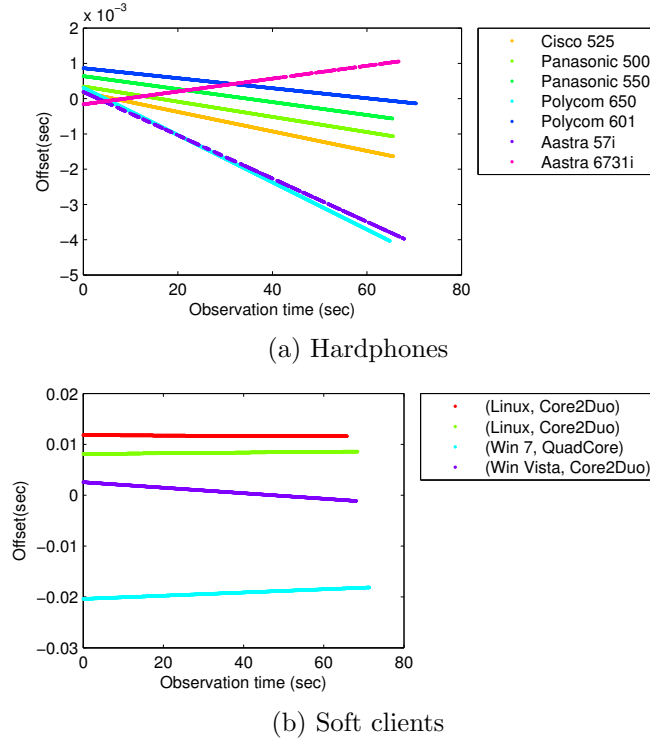 x 10⁻³
2
1
0
−1
−2
−3
−4
−5
Offset(sec)
0 20 40 60 80
Observation time (sec)
Cisco 525
Panasonic 500
Panasonic 550
Polycom 650
Polycom 601
Aastra 57i
Aastra 6731i
(a) Hardphones
0.02
0.01
0
−0.01
−0.02
−0.03
Offset(sec)
0 20 40 60 80
Observation time (sec)
(Linux, Core2Duo)
(Linux, Core2Duo)
(Win 7, QuadCore)
(Win Vista, Core2Duo)
(b) Soft clients